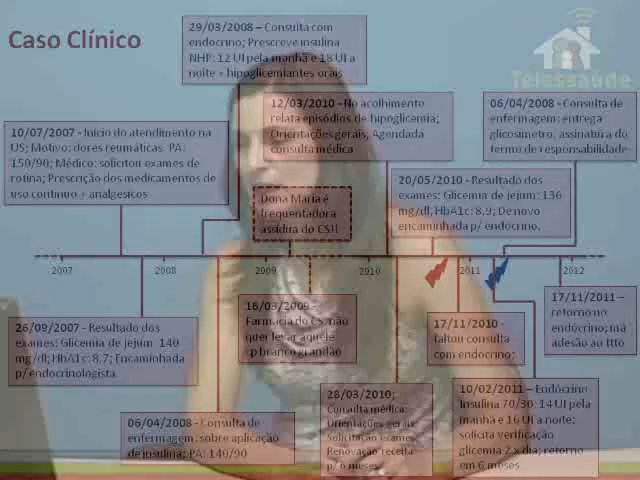 Caso Clínico
29/03/2008 – Consulta com
endocrino; Prescreve insulina
NHP: 12 UI pela manhã e 18 UI a
noite + hipoglicemiantes orais
Telessaúde
12/03/2010 - No acolhimento
relata episódios de hipoglicemia;
Orientações gerais; Agendada
consulta médica
06/04/2008 - Consulta de
enfermagem: entrega
glicosímetro; assinatura do
termo de responsabilidade
10/07/2007 - Início do atendimento na
US; Motivo: dores reumáticas PA:
150/90; Médico: solicitou exames de
rotina; Prescrição dos medicamentos de
uso contínuo + analgésicos
20/05/2010 - Resultado dos
exames: Glicemia de jejum: 136
mg/dl; HbA1c: 8,9; De novo
encaminhada p/ endocrino.
Dona Maria é
frequentadora
assídua do CS!!
2007
2008
2009
2010
2011
2012
17/11/2011 –
retorno no
endócrino; má
adesão ao ttto
16/03/2009 –
Farmácia do CS: não
quer levar aquele
cp branco grandão
17/11/2010 -
faltou consulta
com endocrino;
26/09/2007 - Resultado dos
exames: Glicemia de jejum 140
mg/dl; HbA1c: 8,7; Encaminhada
p/ endocrinologista.
28/03/2010;
Consulta médica:
Orientações gerais
Solicitação exames
Renovação receita
p/ 6 meses
10/02/2011 – Endócrino
Insulina 70/30: 14 UI pela
manhã e 16 UI a noite;
solicita verificação
glicemia 2 x dia; retorno
em 6 meses
06/04/2008 - Consulta de
enfermagem: sobre aplicação
de insulina; PA: 140/90